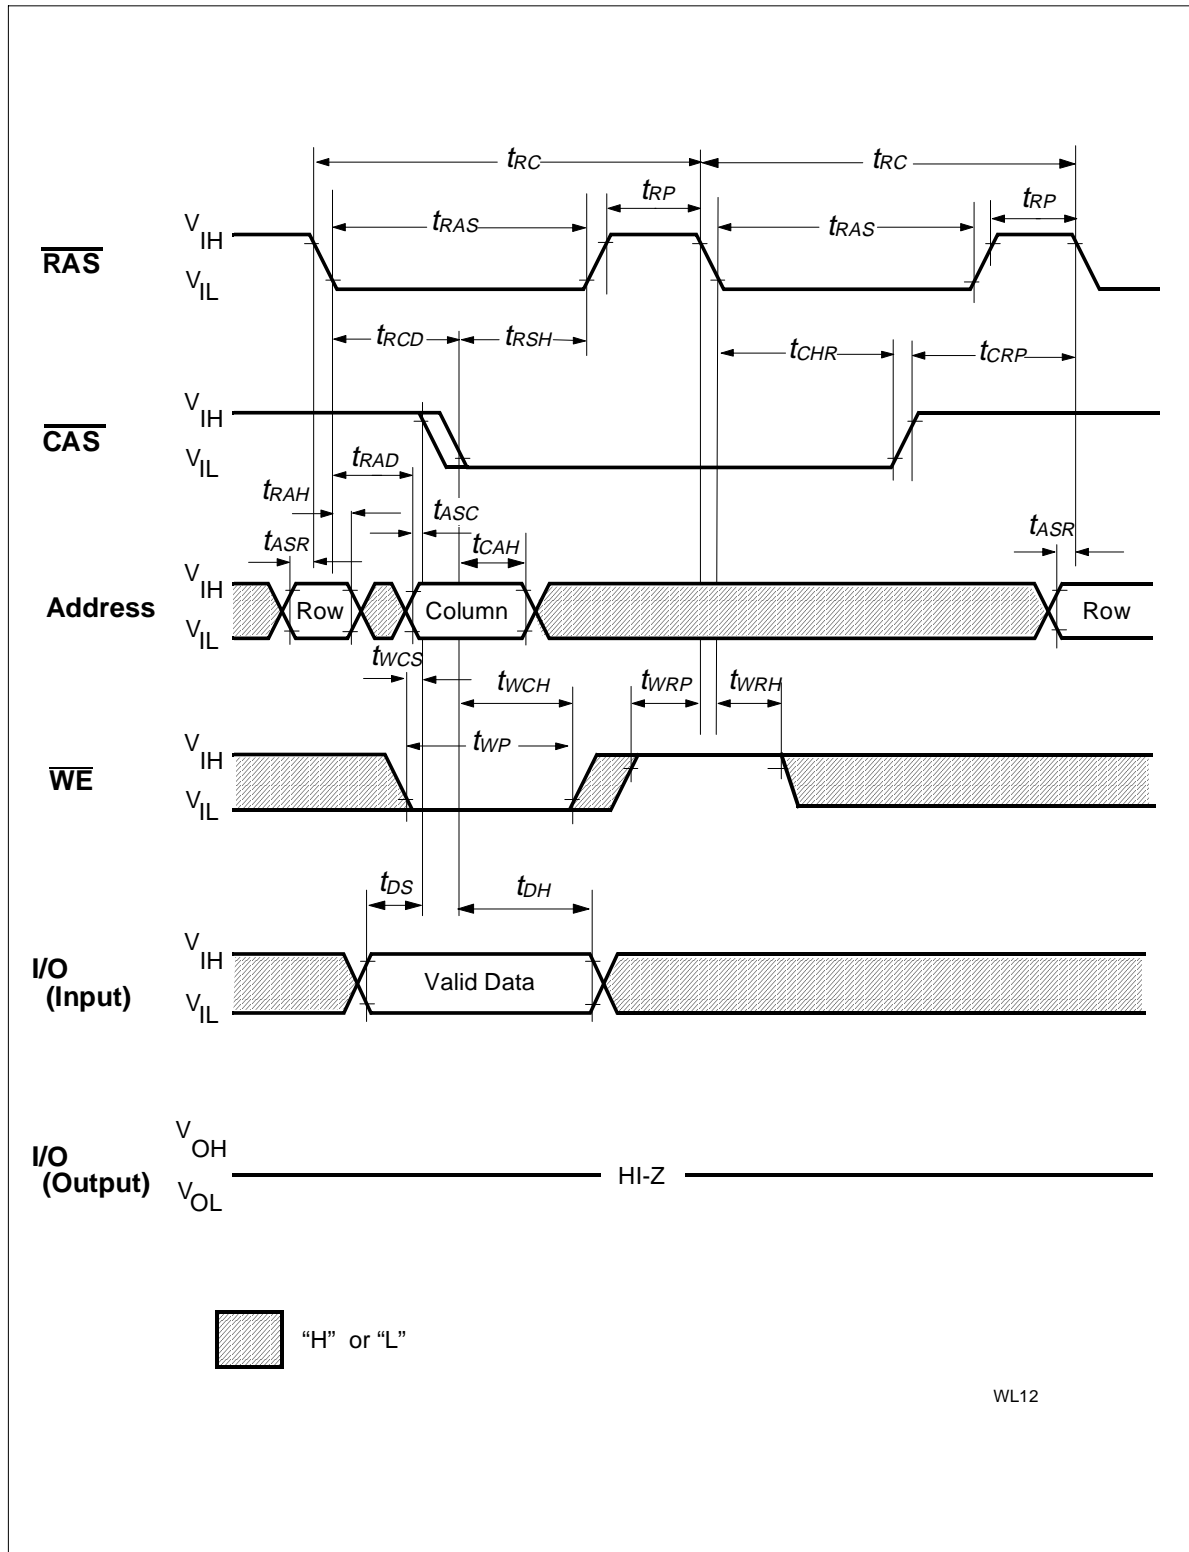 tRC tRC
tRP tRP
tRAS tRAS
RAS VIH
VIL
tRCD tRSH
tCHR tCRP
CAS VIH
VIL
tRAD
tRAH
tASC
tASR tCAH tASR
Address VIH
VIL
Row Column Row
tWCS
tWCH tWRP tWRH
tWP
WE VIH
VIL
tDS tDH
I/O
(Input)
VIH
VIL
Valid Data
I/O
(Output)
VOH
VOL
HI-Z
“H” or “L”
WL12